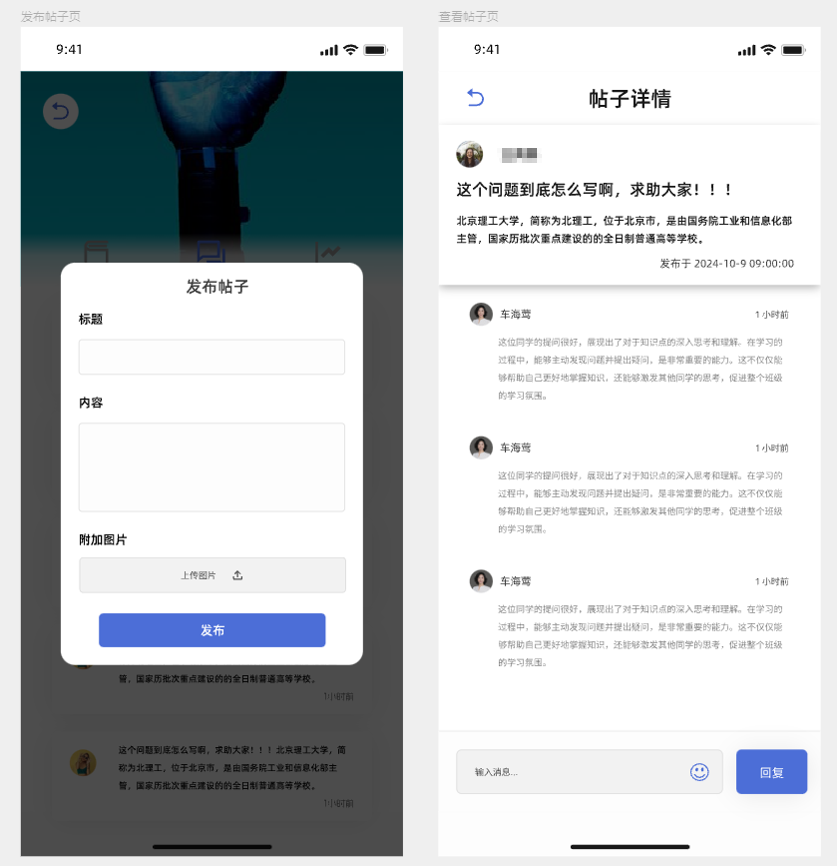 发布帖子页
9:41
发布帖子
标题
内容
附加图片
上传图片
发布
管，国家历批次重点建设的的全日制普通高等学校。
1小时前
这个问题到底怎么写啊，求助大家！！！北京理工大学，简
称为北理工，位于北京市，是由国务院工业和信息化部主
管，国家历批次重点建设的的全日制普通高等学校。
1小时前
查看帖子页
9:41
帖子详情
这个问题到底怎么写啊，求助大家！！！
北京理工大学，简称为北理工，位于北京市，是由国务院工业和信息化部
主管，国家历批次重点建设的的全日制普通高等学校。
发布于 2024-10-9 09:00:00
车海莺
1 小时前
这位同学的提问很好，展现出了对于知识点的深入思考和理解。在学习的
过程中，能够主动发现问题并提出疑问，是非常重要的能力。这不仅仅能
够帮助自己更好地掌握知识，还能够激发其他同学的思考，促进整个班级
的学习氛围。
车海莺
1 小时前
这位同学的提问很好，展现出了对于知识点的深入思考和理解。在学习的
过程中，能够主动发现问题并提出疑问，是非常重要的能力。这不仅仅能
够帮助自己更好地掌握知识，还能够激发其他同学的思考，促进整个班级
的学习氛围。
车海莺
1 小时前
这位同学的提问很好，展现出了对于知识点的深入思考和理解。在学习的
过程中，能够主动发现问题并提出疑问，是非常重要的能力。这不仅仅能
够帮助自己更好地掌握知识，还能够激发其他同学的思考，促进整个班级
的学习氛围。
输入消息...
回复